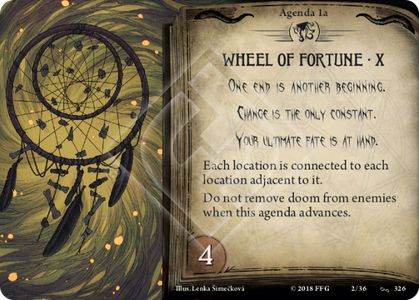 Agenda 1a
WHEEL OF FORTUNE · X
ONE END IS ANOTHER BEGINNING.
CHANGE IS THE ONLY CONSTANT.
YOUR ULTIMATE FATE IS AT HAND.
Each location is connected to each
location adjacent to it.
Do not remove doom from enemies
when this agenda advances.
4
Illus. Lenka Šimečková
© 2018 FFG
2/36
326